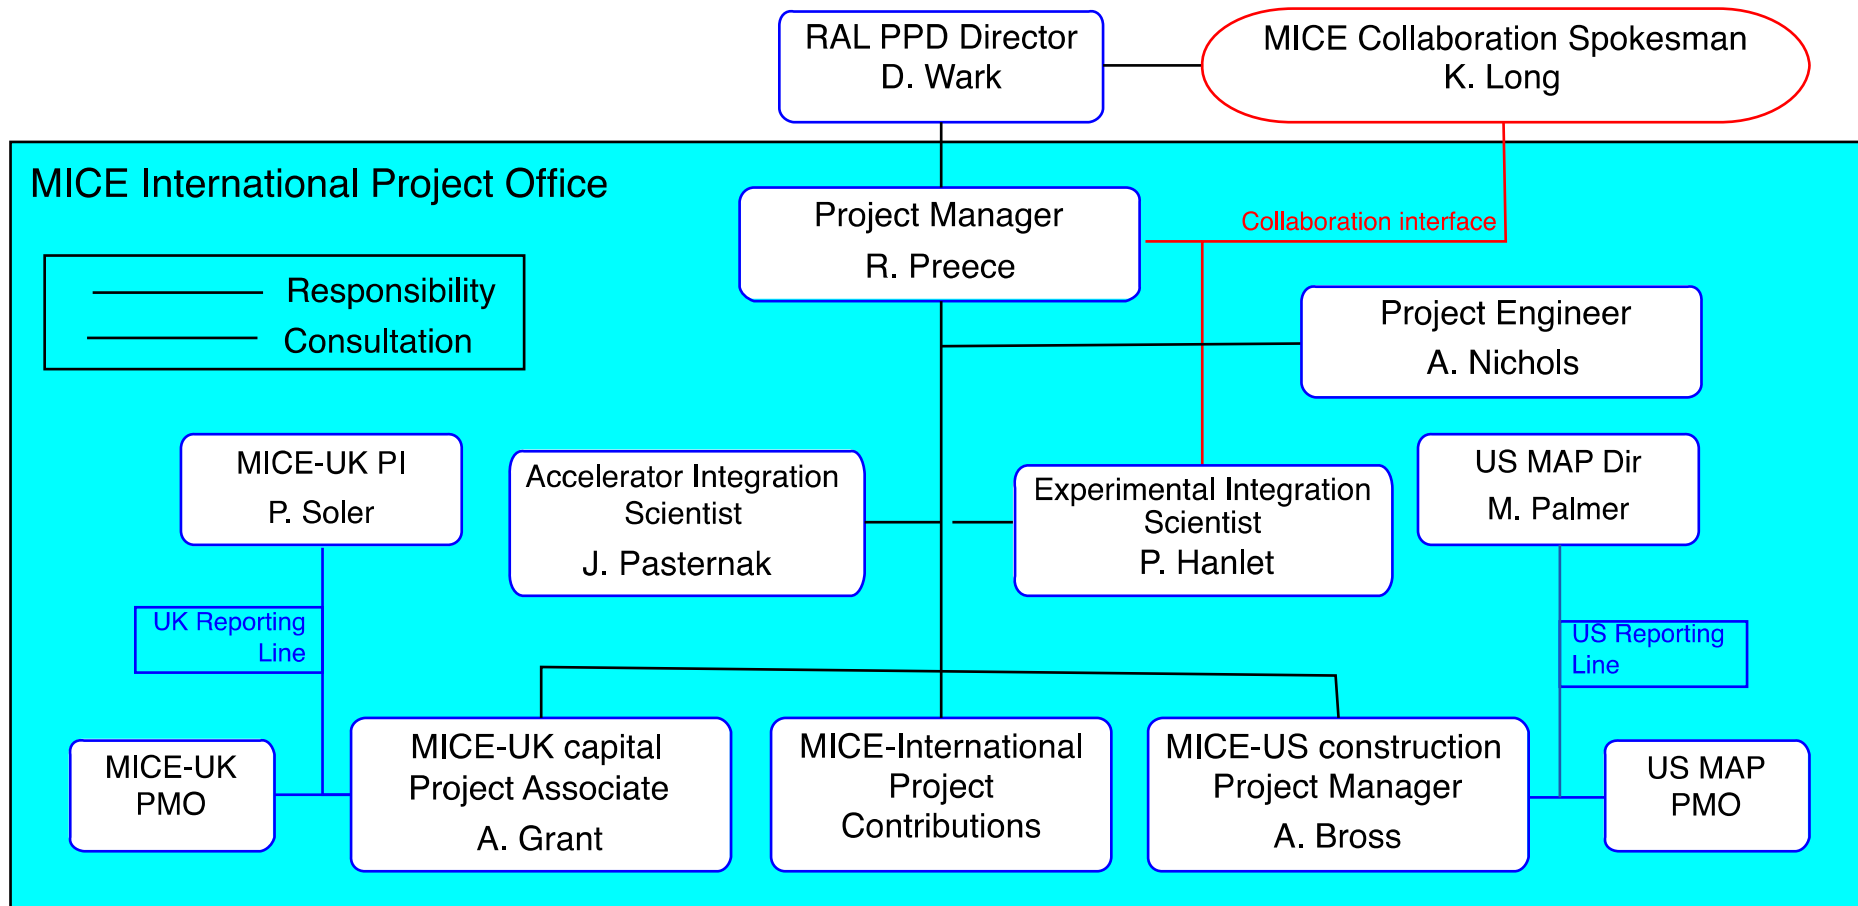 RAL PPD Director
D. Wark
MICE Collaboration Spokesman
K. Long
MICE International Project Office
Project Manager
R. Preece
Collaboration interface
Responsibility
Consultation
Project Engineer
A. Nichols
MICE-UK PI
P. Soler
Accelerator Integration
Scientist
J. Pasternak
Experimental Integration
Scientist
P. Hanlet
US MAP Dir
M. Palmer
UK Reporting
Line
US Reporting
Line
MICE-UK
PMO
MICE-UK capital
Project Associate
A. Grant
MICE-International
Project
Contributions
MICE-US construction
Project Manager
A. Bross
US MAP
PMO